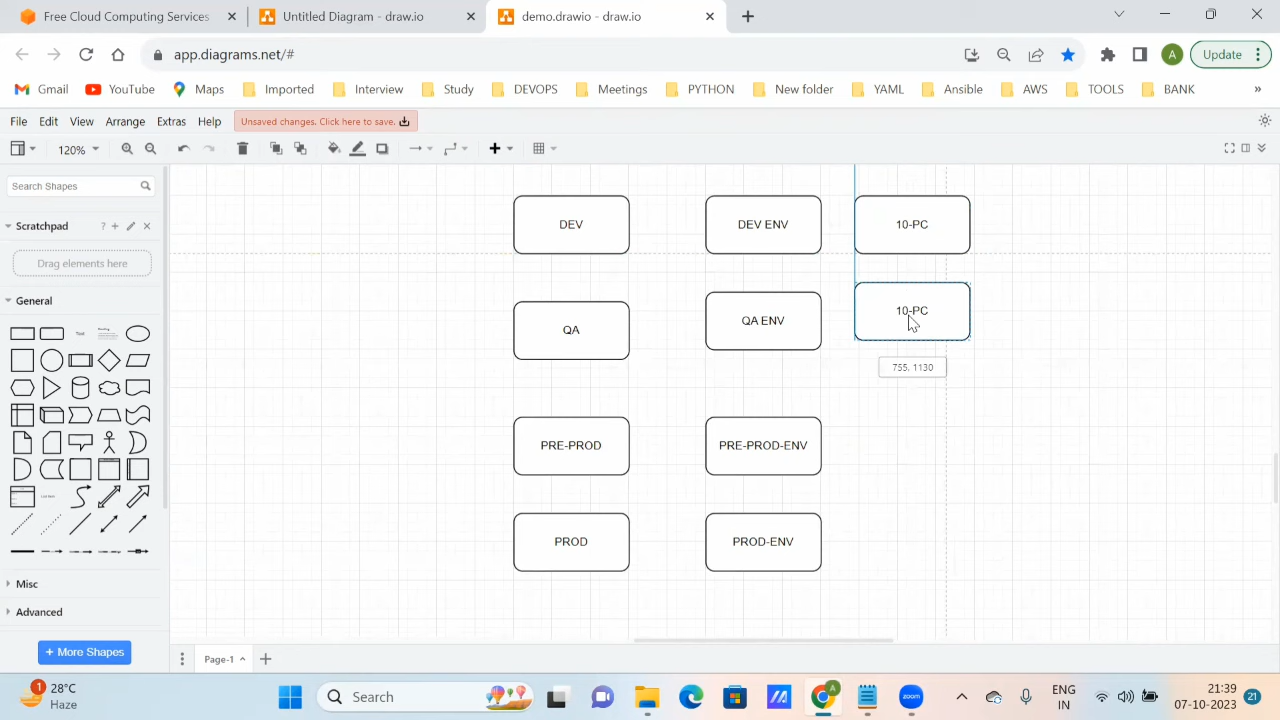 Free Cloud Computing Services
Untitled Diagram - draw.io
demo.drawio - draw.io
app.diagrams.net/#
A
Update
Gmail
YouTube
Maps
Imported
Interview
Study
DEVOPS
Meetings
PYTHON
New folder
YAML
Ansible
AWS
TOOLS
BANK
»
File Edit View Arrange Extras Help
Unsaved changes. Click here to save.
120%
Search Shapes
Scratchpad
?
Drag elements here
General
Text
Misc
Advanced
+ More Shapes
DEV
DEV ENV
10-PC
QA
QA ENV
10-PC
755, 1130
PRE-PROD
PRE-PROD-ENV
PROD
PROD-ENV
Page-1
1
28°C
Haze
Search
A
zoom
ENG
IN
21:39
07-10-2023
21